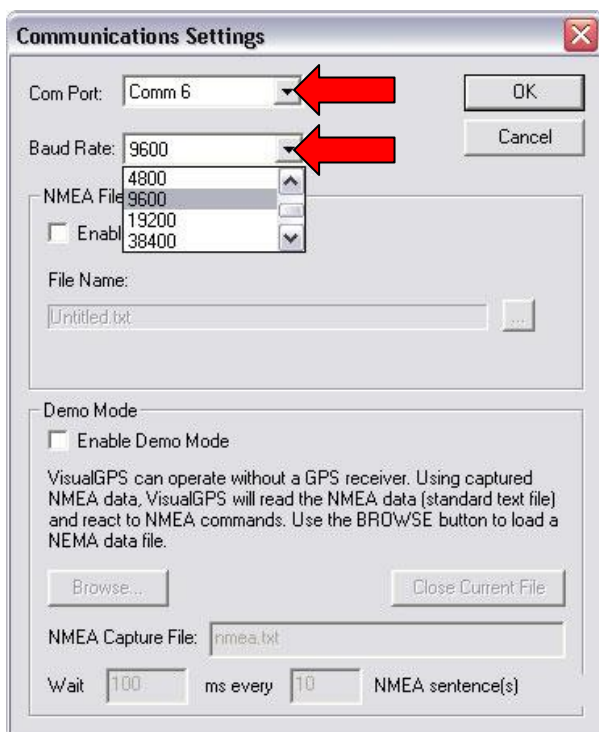 Communications Settings
Com Port: Comm 6
OK
Baud Rate: 9600
Cancel
4800
9600
19200
38400
NMEA File
Enabl
File Name:
Untitled.txt
...
Demo Mode
Enable Demo Mode
VisualGPS can operate without a GPS receiver. Using captured
NMEA data, VisualGPS will read the NMEA data (standard text file)
and react to NMEA commands. Use the BROWSE button to load a
NEMA data file.
Browse...
Close Current File
NMEA Capture File: nmea.txt
Wait 100 ms every 10 NMEA sentence(s)